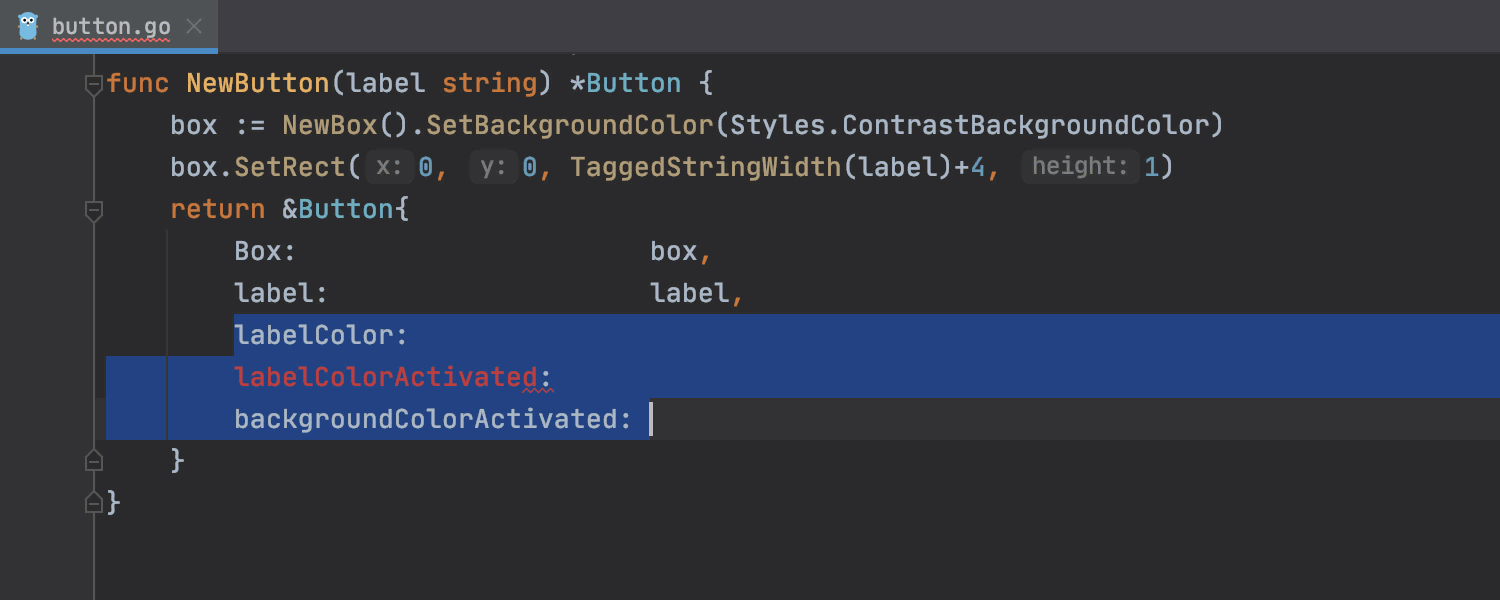 button.go
func NewButton(label string) *Button {
box := NewBox().SetBackgroundColor(Styles.ContrastBackgroundColor)
box.SetRect( x: 0, y: 0, TaggedStringWidth(label)+4, height: 1)
return &Button{
Box: box,
label: label,
labelColor:
labelColorActivated:
backgroundColorActivated:
}
}